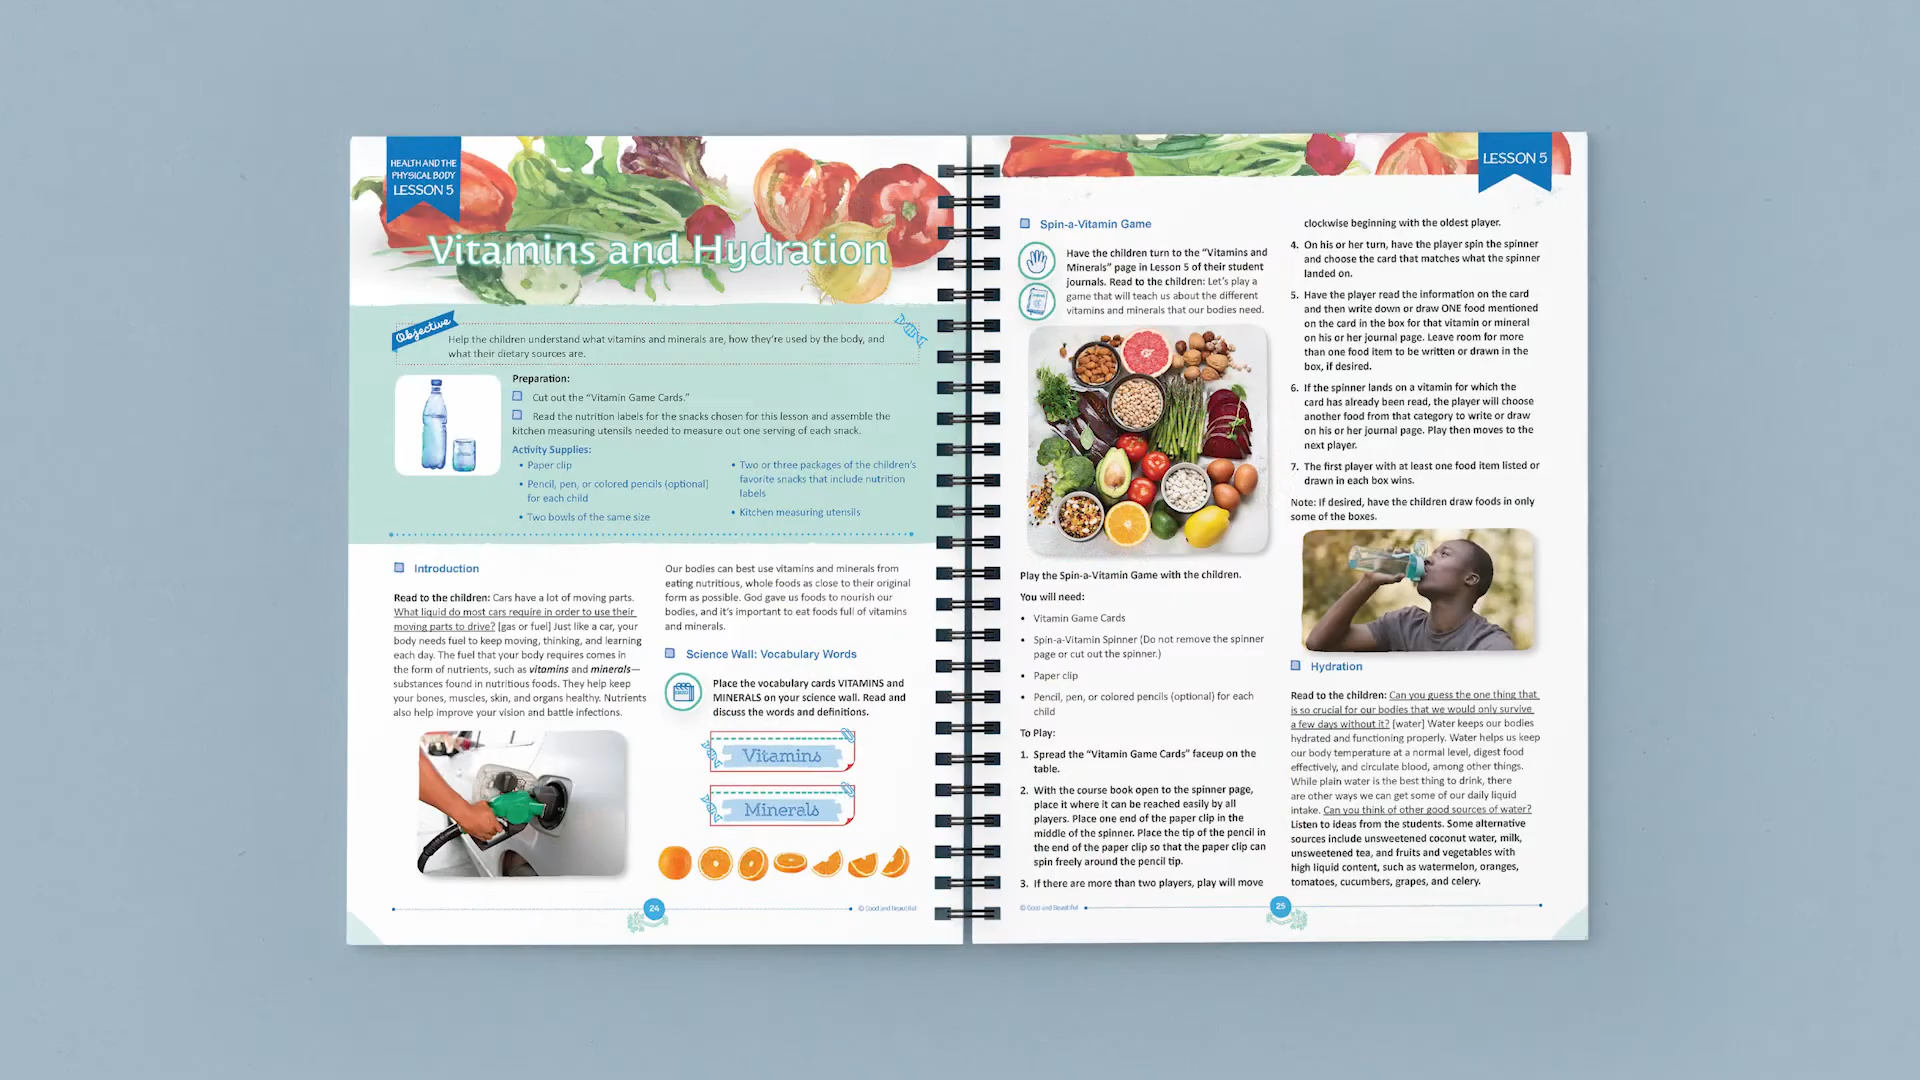 HEALTH AND THE
PHYSICAL BODY
LESSON 5
Vitamins and Hydration
Objective
Help the children understand what vitamins and minerals are, how they're used by the body, and
what their dietary sources are.
Preparation:
Cut out the “Vitamin Game Cards.”
Read the nutrition labels for the snacks chosen for this lesson and assemble the
kitchen measuring utensils needed to measure out one serving of each snack.
Activity Supplies:
• Paper clip
• Pencil, pen, or colored pencils (optional)
for each child
• Two bowls of the same size
• Two or three packages of the children's
favorite snacks that include nutrition
labels
• Kitchen measuring utensils
Introduction
Read to the children: Cars have a lot of moving parts.
What liquid do most cars require in order to use their
moving parts to drive? [gas or fuel] Just like a car, your
body needs fuel to keep moving, thinking, and learning
each day. The fuel that your body requires comes in
the form of nutrients, such as vitamins and minerals—
substances found in nutritious foods. They help keep
your bones, muscles, skin, and organs healthy. Nutrients
also help improve your vision and battle infections.
Our bodies can best use vitamins and minerals from
eating nutritious, whole foods as close to their original
form as possible. God gave us foods to nourish our
bodies, and it's important to eat foods full of vitamins
and minerals.
Science Wall: Vocabulary Words
Place the vocabulary cards VITAMINS and
MINERALS on your science wall. Read and
discuss the words and definitions.
Vitamins
Minerals
24
© Good and Beautiful
LESSON 5
Spin-a-Vitamin Game
Have the children turn to the “Vitamins and
Minerals” page in Lesson 5 of their student
journals. Read to the children: Let's play a
game that will teach us about the different
vitamins and minerals that our bodies need.
Play the Spin-a-Vitamin Game with the children.
You will need:
• Vitamin Game Cards
• Spin-a-Vitamin Spinner (Do not remove the spinner
page or cut out the spinner.)
• Paper clip
• Pencil, pen, or colored pencils (optional) for each
child
To Play:
1. Spread the “Vitamin Game Cards” faceup on the
table.
2. With the course book open to the spinner page,
place it where it can be reached easily by all
players. Place one end of the paper clip in the
middle of the spinner. Place the tip of the pencil in
the end of the paper clip so that the paper clip can
spin freely around the pencil tip.
3. If there are more than two players, play will move
clockwise beginning with the oldest player.
4. On his or her turn, have the player spin the spinner
and choose the card that matches what the spinner
landed on.
5. Have the player read the information on the card
and then write down or draw ONE food mentioned
on the card in the box for that vitamin or mineral
on his or her journal page. Leave room for more
than one food item to be written or drawn in the
box, if desired.
6. If the spinner lands on a vitamin for which the
card has already been read, the player will choose
another food from that category to write or draw
on his or her journal page. Play then moves to the
next player.
7. The first player with at least one food item listed or
drawn in each box wins.
Note: If desired, have the children draw foods in only
some of the boxes.
Hydration
Read to the children: Can you guess the one thing that
is so crucial for our bodies that we would only survive
a few days without it? [water] Water keeps our bodies
hydrated and functioning properly. Water helps us keep
our body temperature at a normal level, digest food
effectively, and circulate blood, among other things.
While plain water is the best thing to drink, there
are other ways we can get some of our daily liquid
intake. Can you think of other good sources of water?
Listen to ideas from the students. Some alternative
sources include unsweetened coconut water, milk,
unsweetened tea, and fruits and vegetables with
high liquid content, such as watermelon, oranges,
tomatoes, cucumbers, grapes, and celery.
© Good and Beautiful
25